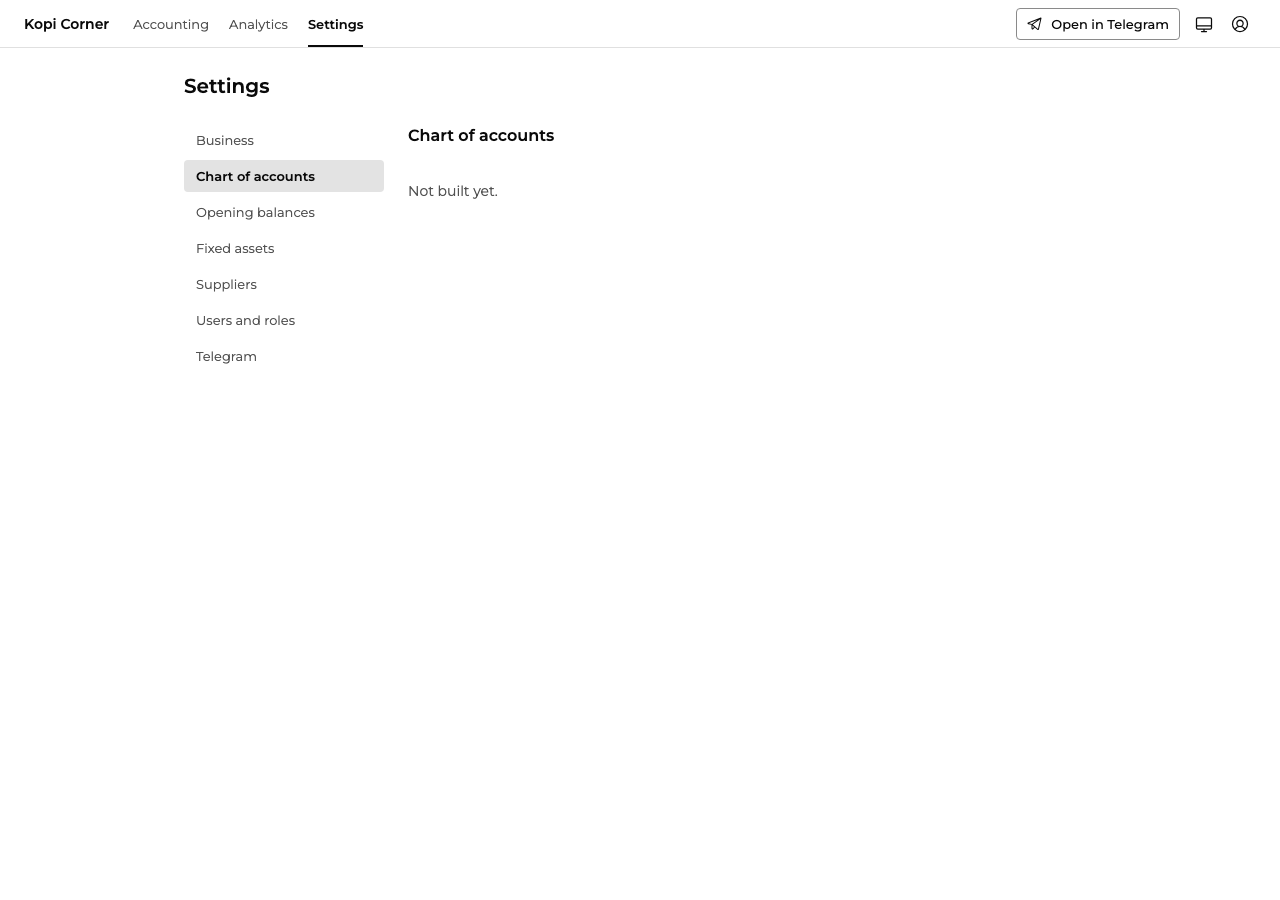 Kopi Corner Accounting Analytics Settings Open in Telegram
Settings
Business
Chart of accounts
Opening balances
Fixed assets
Suppliers
Users and roles
Telegram
Chart of accounts
Not built yet.